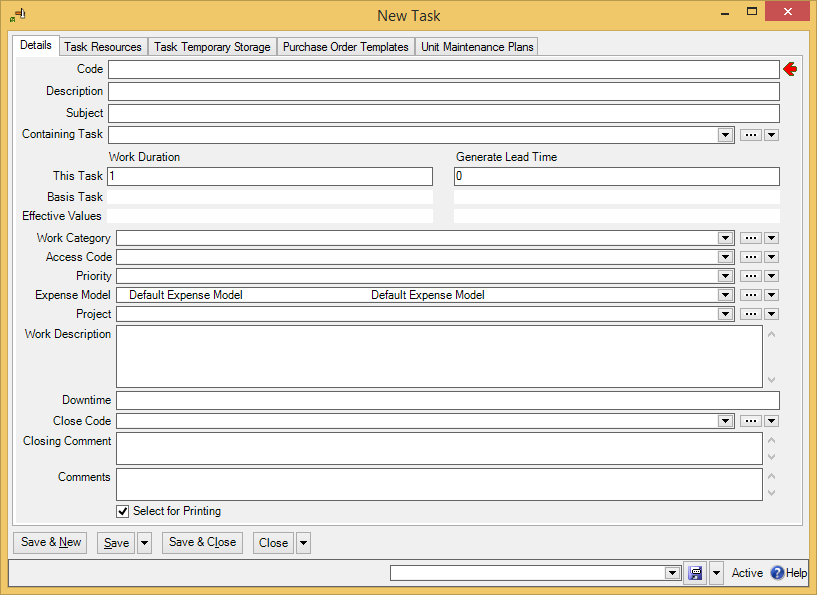 New Task
Details Task Resources Task Temporary Storage Purchase Order Templates Unit Maintenance Plans
Code
Description
Subject
Containing Task
Work Duration Generate Lead Time
This Task 1 0
Basis Task
Effective Values
Work Category
Access Code
Priority
Expense Model Default Expense Model Default Expense Model
Project
Work Description
Downtime
Close Code
Closing Comment
Comments
Select for Printing
Save & New Save Save & Close Close
Active Help